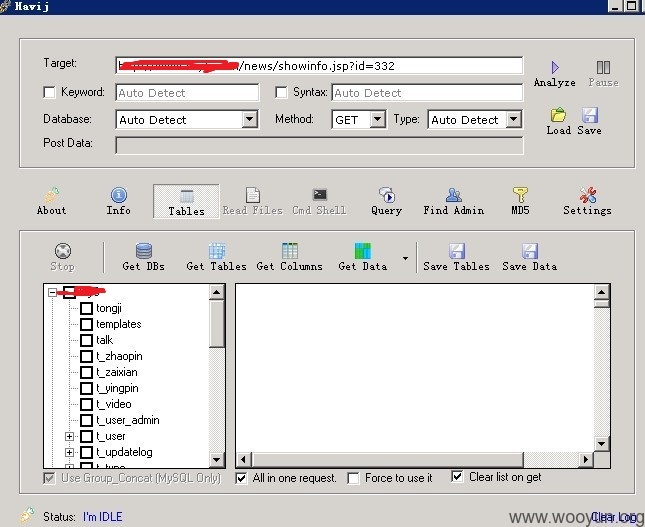 Havij
Target: /news/showinfo.jsp?id=332
Analyze Pause
Keyword: Auto Detect Syntax: Auto Detect
Database: Auto Detect Method: GET Type: Auto Detect
Load Save
Post Data:
About Info Tables Read Files Cmd Shell Query Find Admin MD5 Settings
Stop Get DBs Get Tables Get Columns Get Data Save Tables Save Data
tongji
templates
talk
t_zhaopin
t_zaixian
t_yingpin
t_video
t_user_admin
t_user
t_updatelog
t_type
Use Group_Concat (MySQL Only) All in one request. Force to use it Clear list on get
Status: I'm IDLE
Clear Log
www.wooyun.org